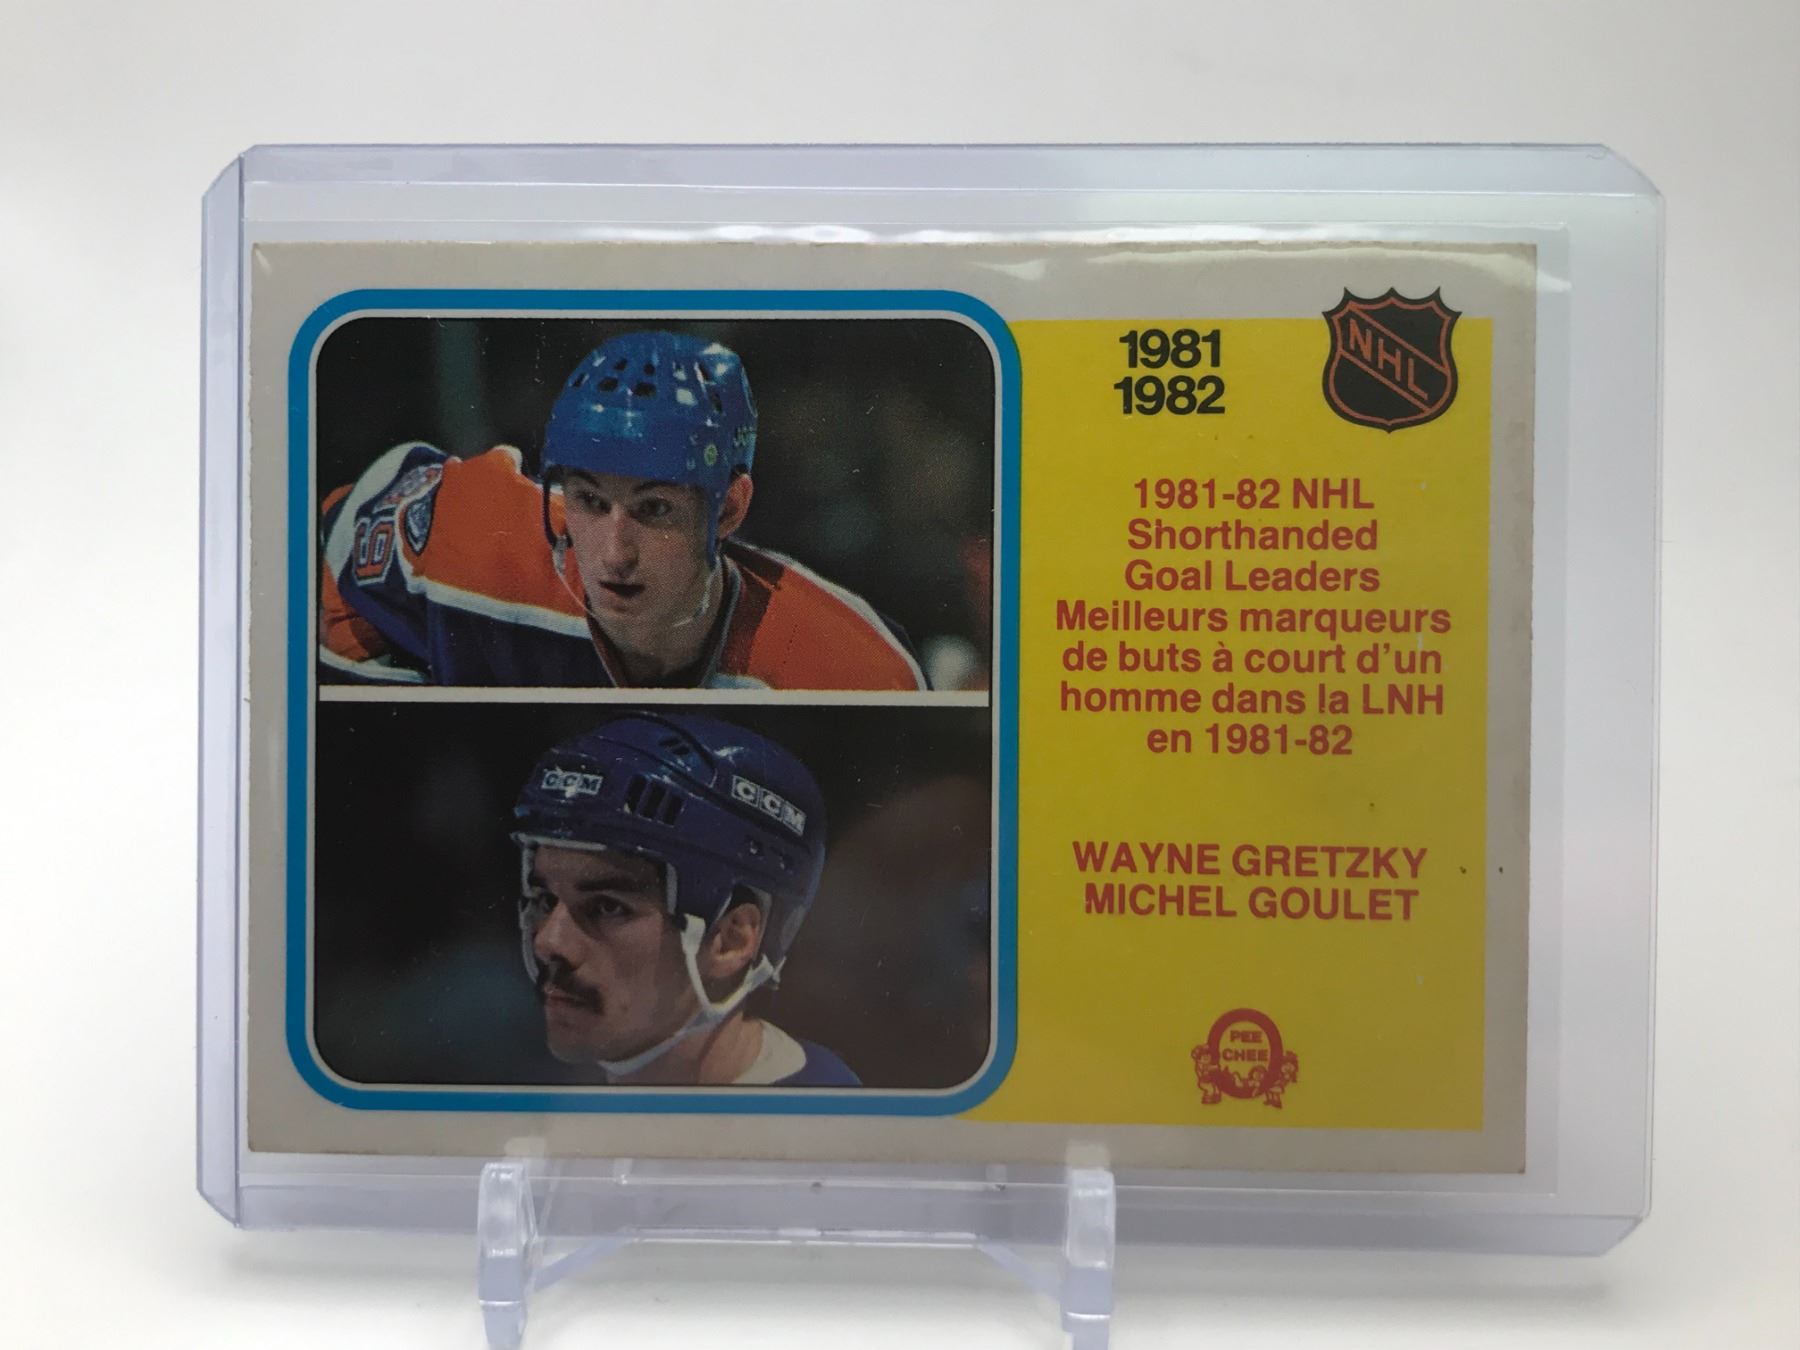 1981
1982
NHL
1981-82 NHL
Shorthanded
Goal Leaders
Meilleurs marqueurs
de buts à court d'un
homme dans la LNH
en 1981-82
WAYNE GRETZKY
MICHEL GOULET
PEE
CHEE
CCM
CCM